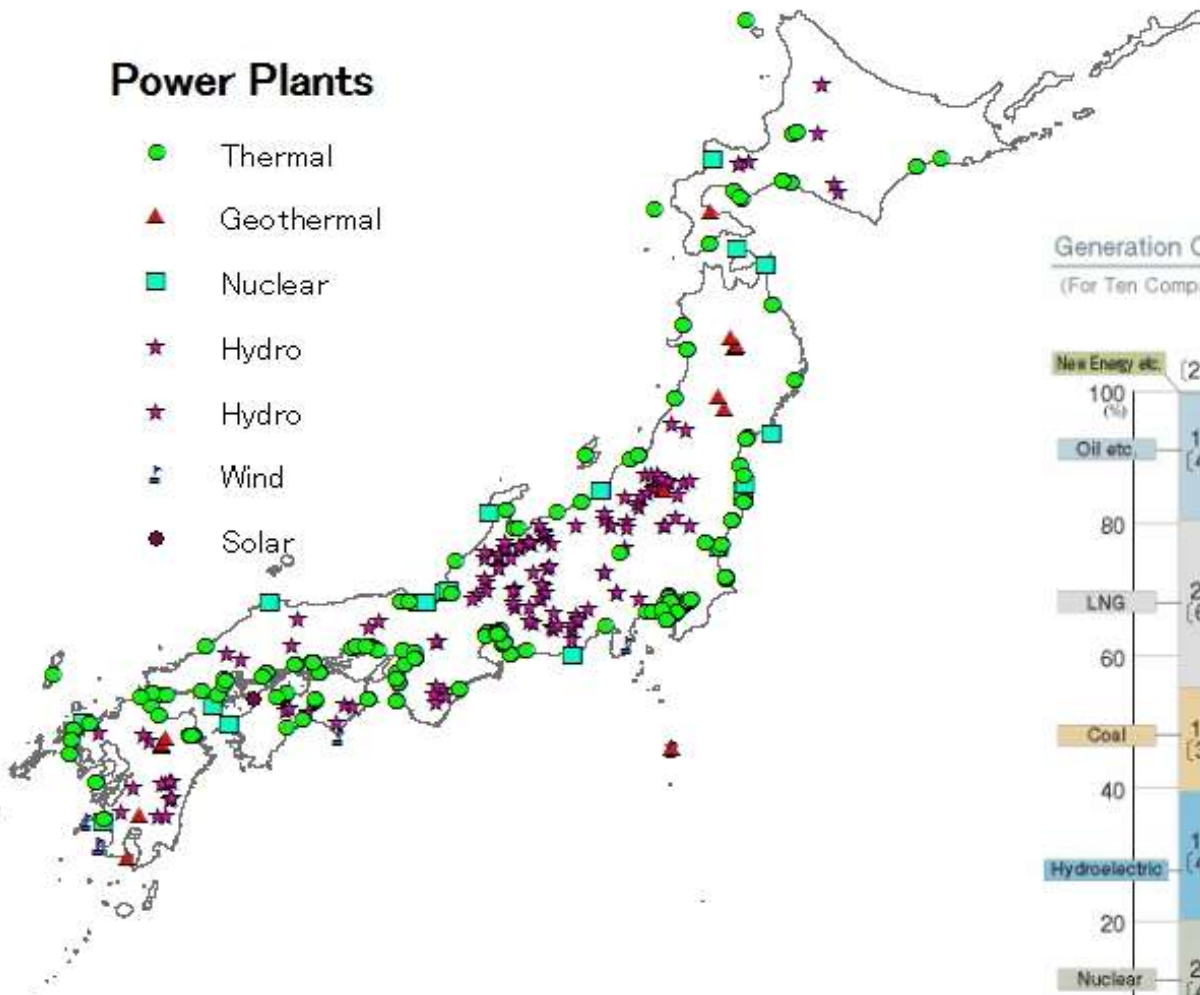 Power Plants
Thermal
Geothermal
Nuclear
Hydro
Hydro
Wind
Solar
Generation
(For Ten
New Energy etc.
100
(%)
Oil etc.
80
LNG
60
Coal
40
Hydroelectric
20
Nuclear